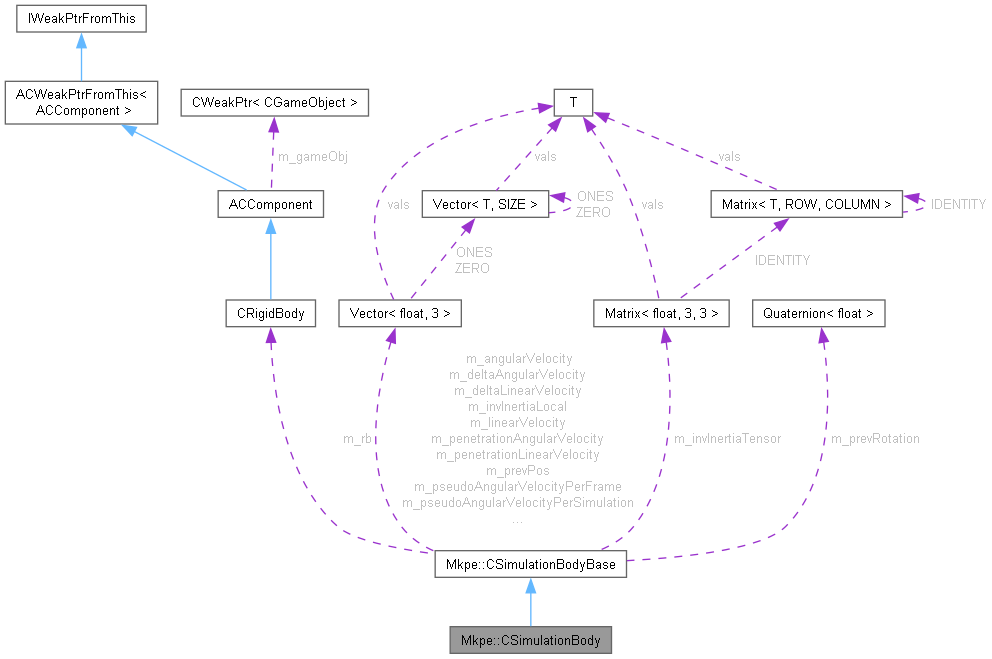 IWeakPtrFromThis
ACWeakPtrFromThis<
ACComponent >
CWeakPtr< CGameObject >
T
m_gameObj
vals
ACComponent
vals
Vector< T, SIZE >
ONES
ZERO
vals
Matrix< T, ROW, COLUMN >
IDENTITY
ONES
ZERO
IDENTITY
CRigidBody
Vector< float, 3 >
Matrix< float, 3, 3 >
Quaternion< float >
m_rb
m_angularVelocity
m_deltaAngularVelocity
m_deltaLinearVelocity
m_invInertiaLocal
m_linearVelocity
m_penetrationAngularVelocity
m_penetrationLinearVelocity
m_prevPos
m_pseudoAngularVelocityPerFrame
m_pseudoAngularVelocityPerSimulation
...
m_invInertiaTensor
m_prevRotation
Mkpe::CSimulationBodyBase
Mkpe::CSimulationBody